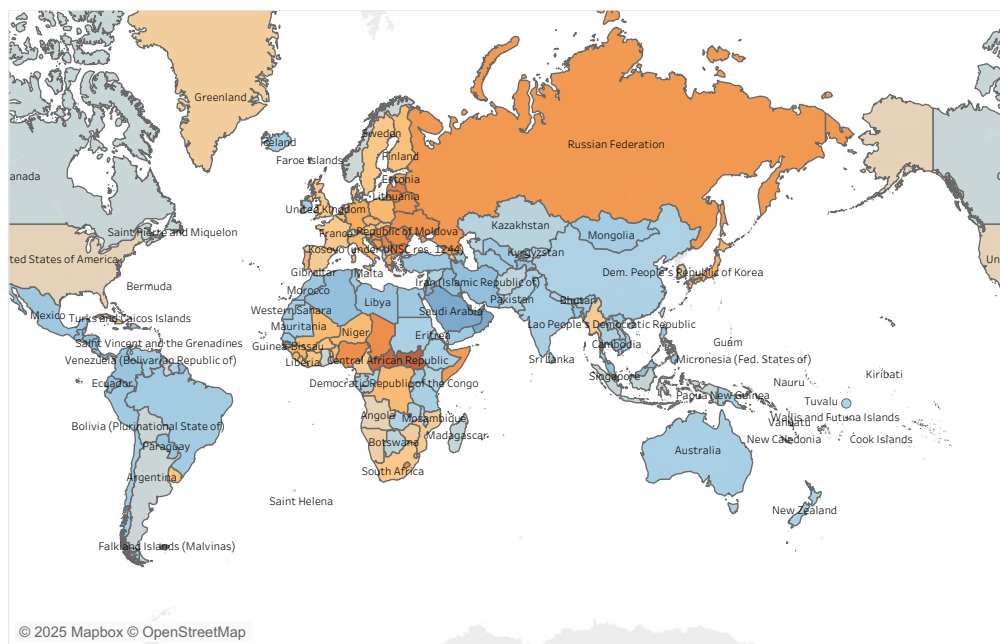 Greenland
Iceland
Sweden
Faroe Islands
Finland
Russian Federation
anada
Estonia
Lithuania
United Kingdom
Saint Pierre and Miquelon
France
Republic of Moldova
Kazakhstan
Mongolia
Kosovo (under UNSC res. 1244)
Kyrgyzstan
ted States of America
Un
Gibraltar
Malta
Dem. People's Republic of Korea
Bermuda
Morocco
Iran (Islamic Republic of)
Libya
Pakistan
Bhutan
Western Sahara
Saudi Arabia
Mexico
Turks and Caicos Islands
Mauritania
Niger
Lao People's Democratic Republic
Eritrea
Saint Vincent and the Grenadines
Guinea-Bissau
Cambodia
Guam
Venezuela (Bolivarian Republic of)
Liberia
Central African Republic
Sri Lanka
Micronesia (Fed. States of)
Kiribati
Ecuador
Democratic Republic of the Congo
Singapore
Nauru
Papua New Guinea
Tuvalu
Angola
Mozambique
Wallis and Futuna Islands
Vanuatu
Bolivia (Plurinational State of)
Madagascar
New Caledonia
Cook Islands
Paraguay
Botswana
Australia
Argentina
South Africa
Saint Helena
New Zealand
Falkland Islands (Malvinas)
© 2025 Mapbox © OpenStreetMap